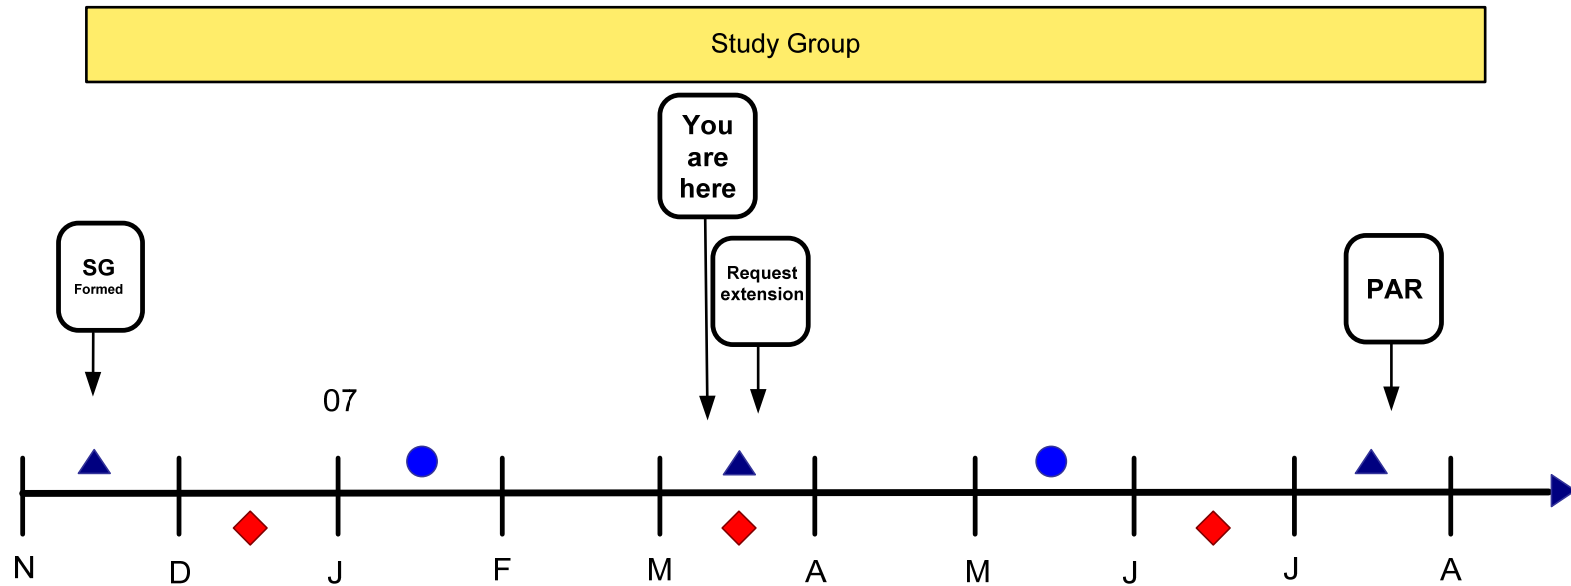 Study Group
You
are
here
SG
Formed
Request
extension
PAR
07
N D J F M A M J J A